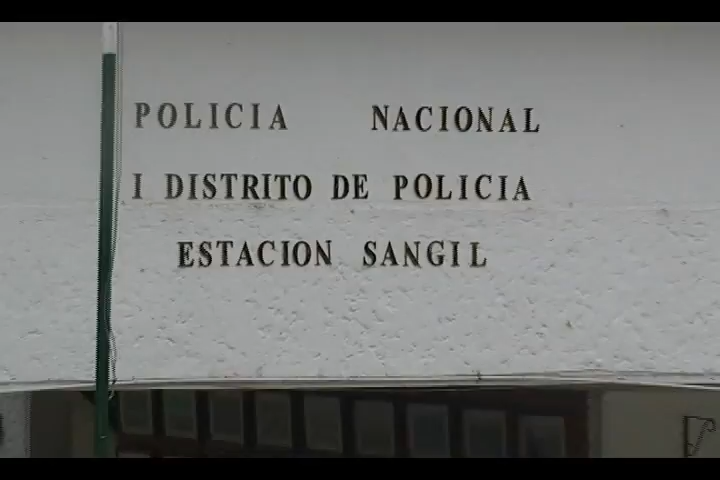 POLICIA NACIONAL
I DISTRITO DE POLICIA
ESTACION SANGIL